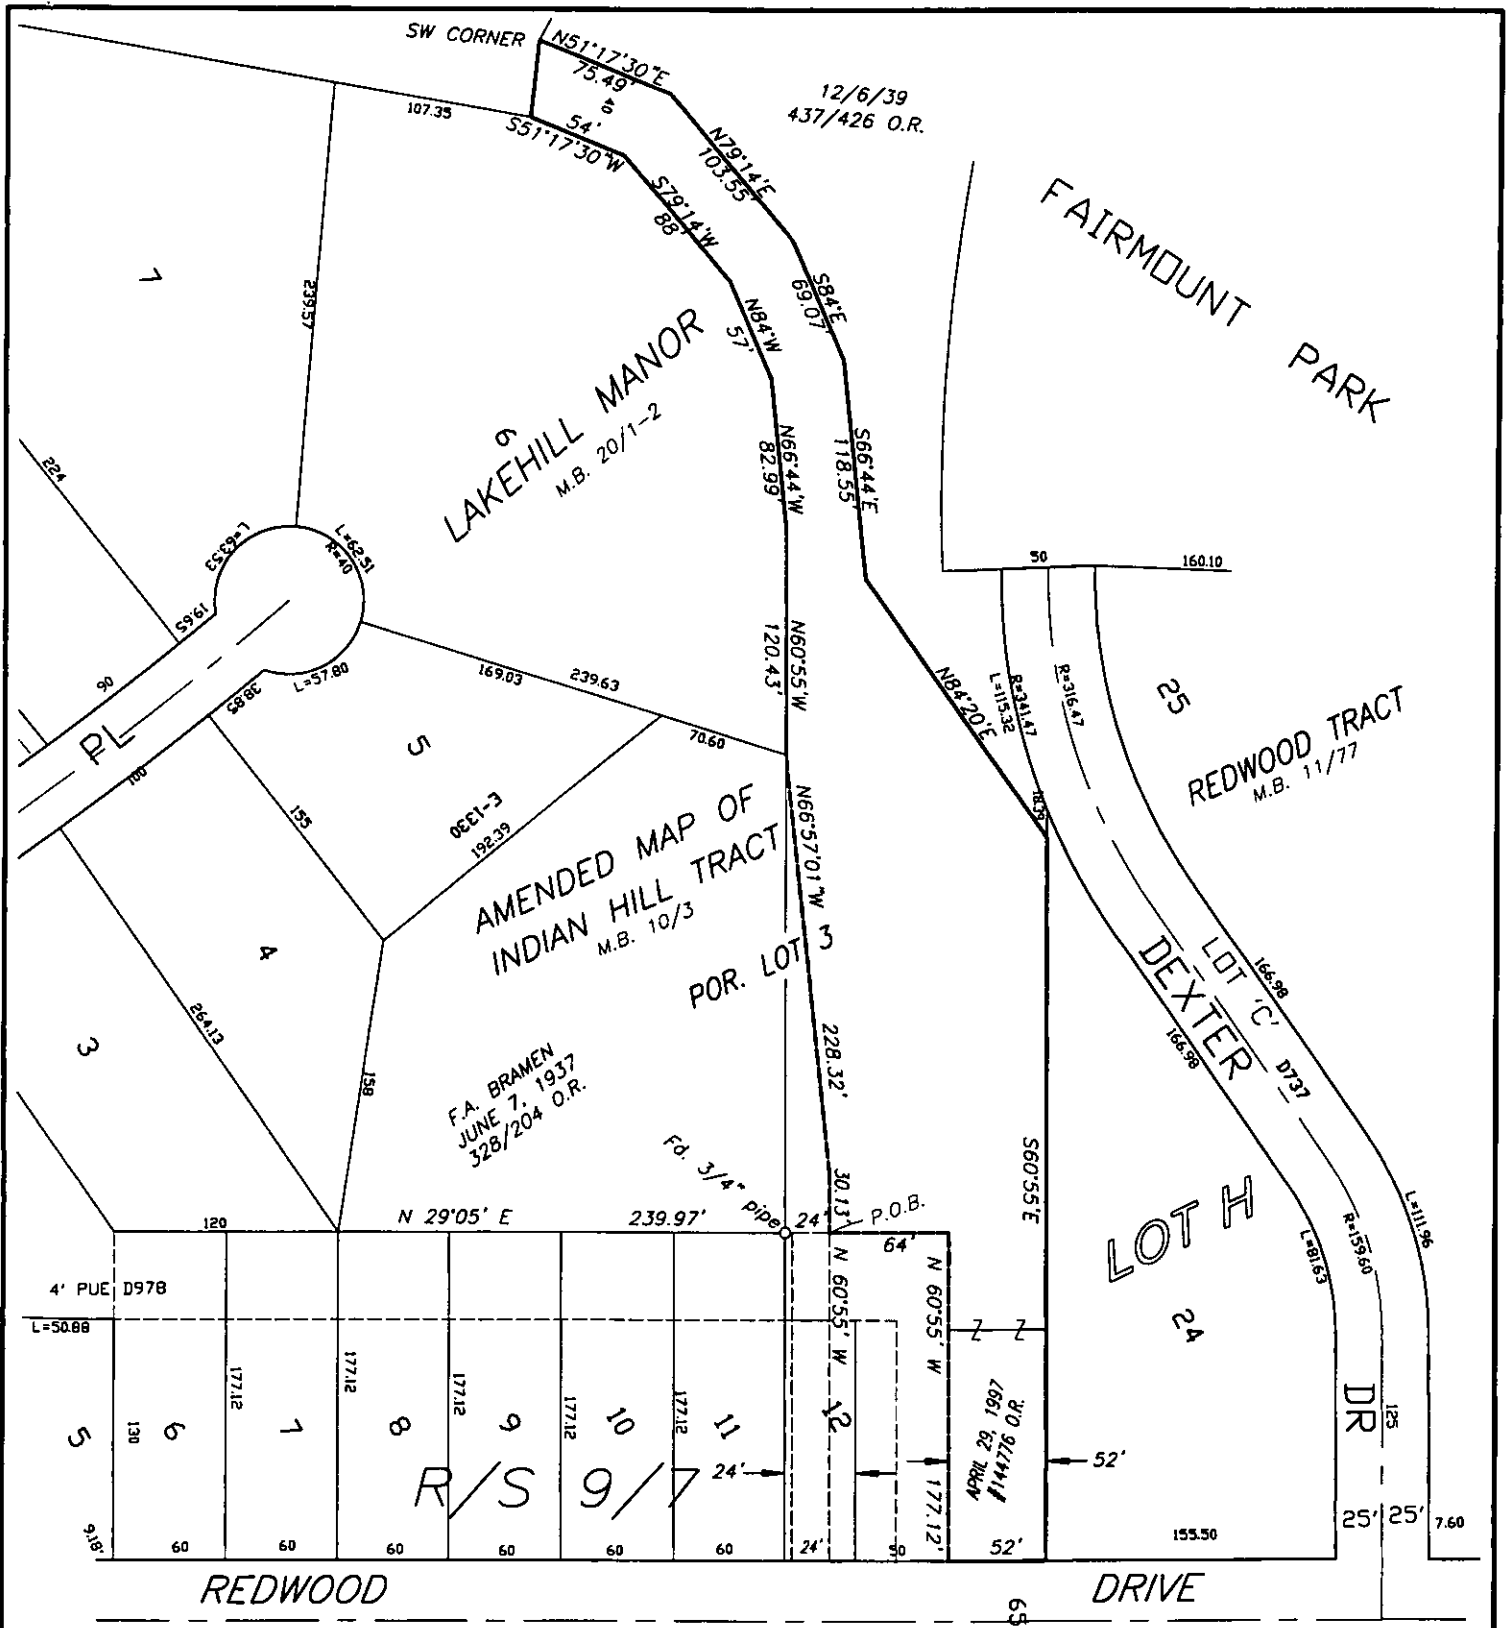 SW CORNER
N51°17'30"E
75.49'
40
54'
S51°17'30"W
107.35
12/6/39
437/426 O.R.
N79°14'E
103.55'
S79°14'W
88'
FAIRMOUNT PARK
7
239.57
S84°E
69.07'
N84°W
57'
LAKEHILL MANOR
M.B. 20/1-2
6
N66°44'W
82.99'
S66°44'E
118.55'
224
L=63.53
L=62.51
R=40
19.65
90
L=57.80
38.85
PL
100
169.03
239.63
70.60
N60°55'W
120.43'
50
160.10
N84°20'E
R=341.47
L=115.32
R=316.47
18.39
25
REDWOOD TRACT
M.B. 11/77
5
155
E-1330
192.39
AMENDED MAP OF
INDIAN HILL TRACT
M.B. 10/3
N66°57'01"W
228.32'
POR. LOT 3
4
264.13
3
158
F.A. BRAMEN
JUNE 7, 1937
328/204 O.R.
Fd. 3/4" pipe
LOT 'C'
DEXTER
D737
166.98
166.98
S60°55'E
LOT H
24
R=159.60
L=111.96
L=81.63
30.13'
P.O.B.
120
N 29°05' E
239.97'
24'
64'
4' PUE D978
L=50.88
N 60°55' W
N 60°55' W
177.12
177.12
177.12
177.12
177.12
177.12'
130
5
6
7
8
9
10
11
12
R/S 9/7
24'
APRIL 29, 1997
#144776 O.R.
52'
DR
125
25'
25'
7.60
9.18'
60
60
60
60
60
60
24'
50
52'
155.50
REDWOOD DRIVE
65